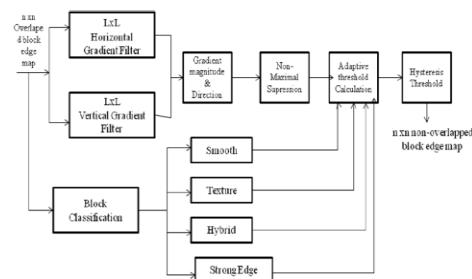 n xn
Overlape
d block
edge
map
LxL
Horizontal
Gradient Filter
LxL
Vertical Gradient
Filter
Gradient
magnitude
&
Direction
Non-
Maximal
Supression
Adaptive
threshold
Calculation
Hysteresis
Threshold
n xn non-overlapped
block edge map
Block
Classification
Smooth
Texture
Hybrid
Strong Edge